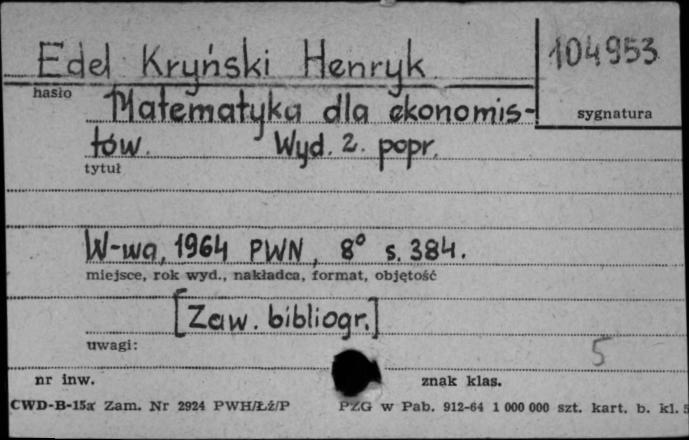 Edel Kryński Henryk
104953
hasło
Matematyka dla ekonomis-
sygnatura
tów. Wyd. 2. popr.
tytuł
W-wa, 1964 PWN, 8° s. 384.
miejsce, rok wyd., nakładca, format, objętość
[Zaw. bibliogr.]
uwagi:
5
nr inw. znak klas.
CWD-B-15a Zam. Nr 2924 PWH/Łź/P PZG w Pab. 912-64 1 000 000 szt. kart. b. kl. 5